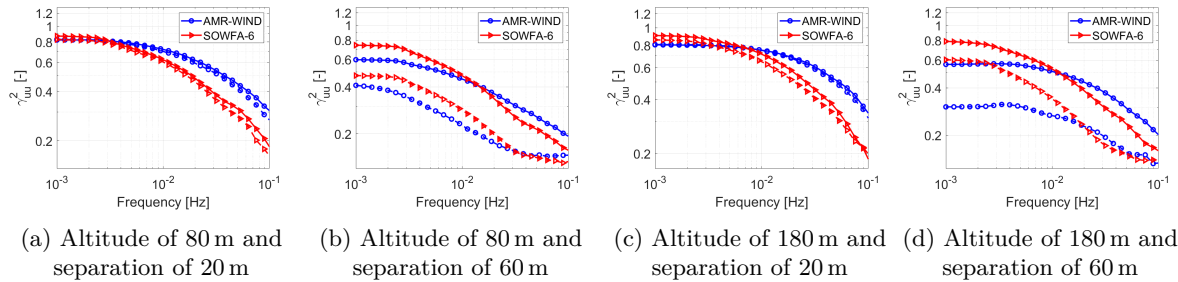 1.2
1
0.8
0.6
0.4
0.2
γ²uu [-]
10⁻³
10⁻²
10⁻¹
Frequency [Hz]
AMR-WIND
SOWFA-6
(a) Altitude of 80 m and
separation of 20 m
1.2
1
0.8
0.6
0.4
0.2
γ²uu [-]
10⁻³
10⁻²
10⁻¹
Frequency [Hz]
AMR-WIND
SOWFA-6
(b) Altitude of 80 m and
separation of 60 m
1.2
1
0.8
0.6
0.4
0.2
γ²uu [-]
10⁻³
10⁻²
10⁻¹
Frequency [Hz]
AMR-WIND
SOWFA-6
(c) Altitude of 180 m and
separation of 20 m
1.2
1
0.8
0.6
0.4
0.2
γ²uu [-]
10⁻³
10⁻²
10⁻¹
Frequency [Hz]
AMR-WIND
SOWFA-6
(d) Altitude of 180 m and
separation of 60 m